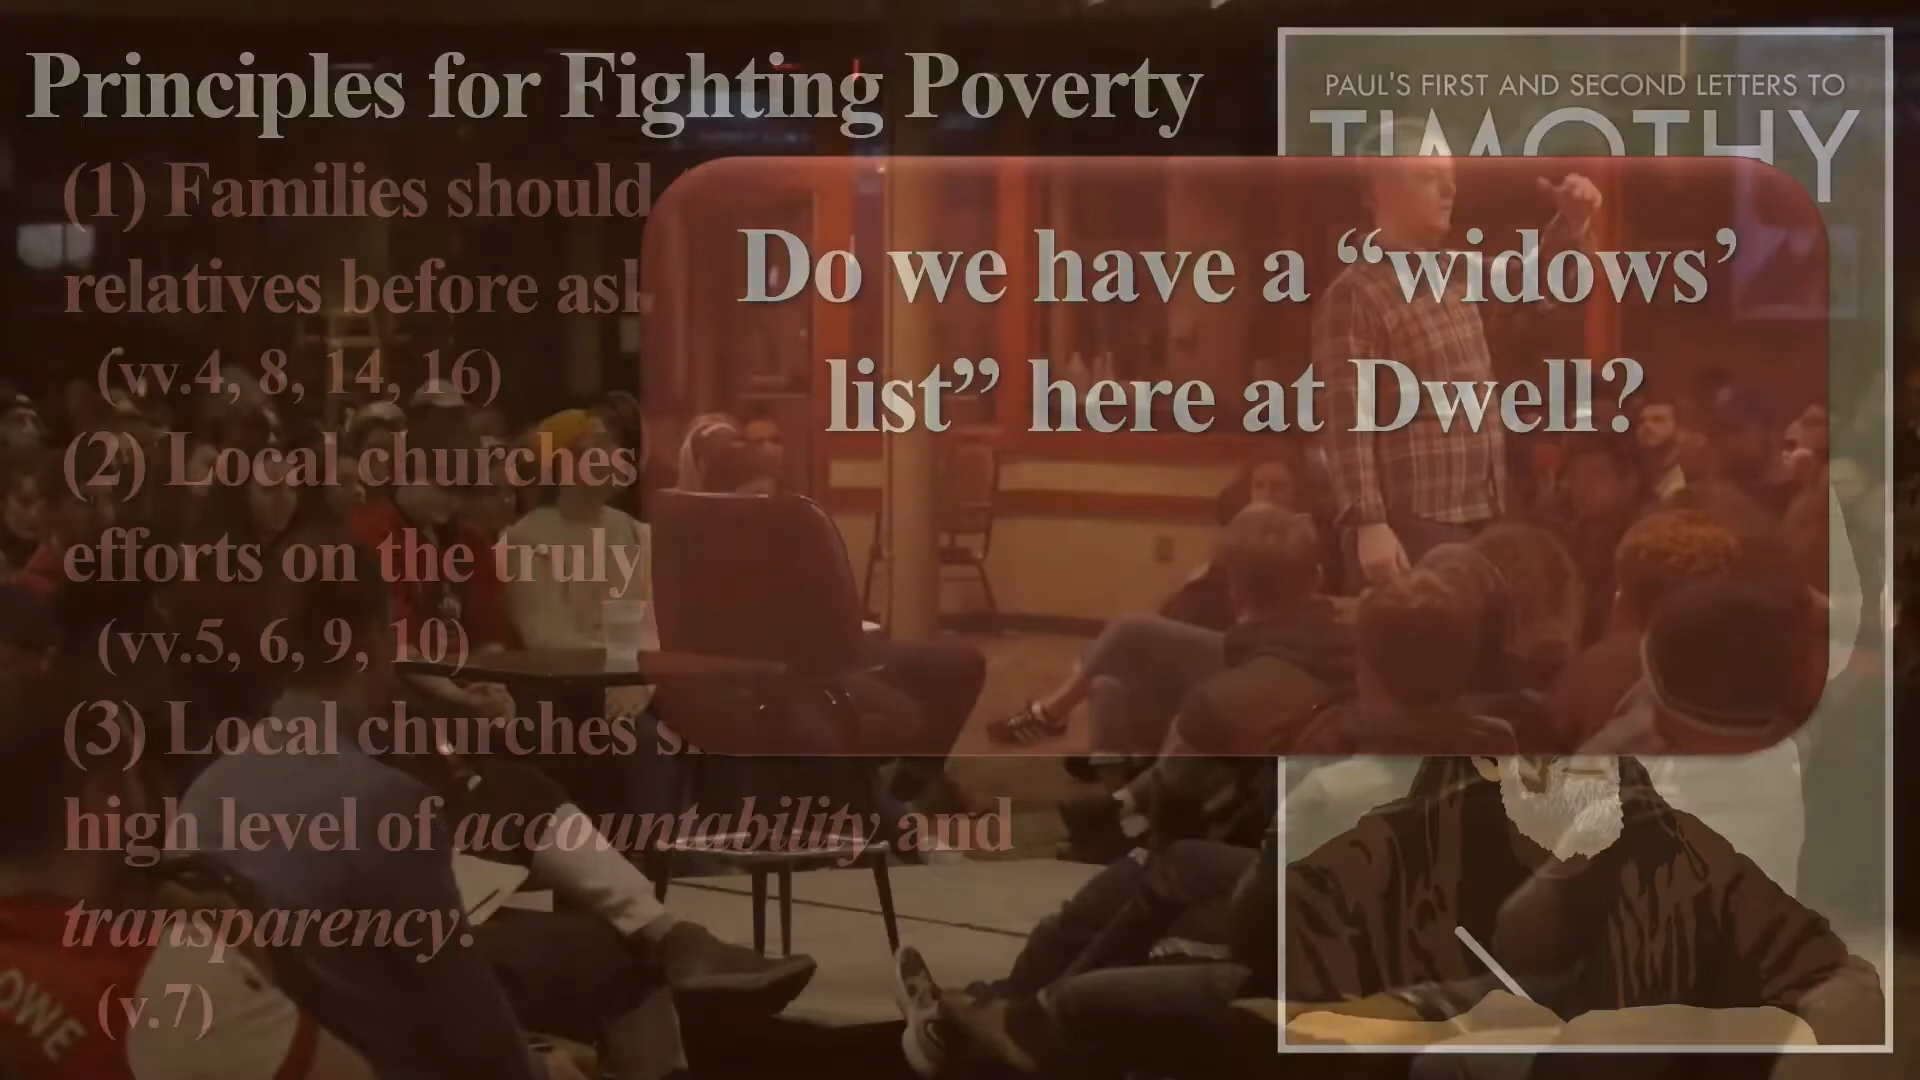 Principles for Fighting Poverty
(1) Families should
relatives before
(vv.4, 8, 14, 16)
(2) Local churches
efforts on the truly
(vv.5, 6, 9, 10)
(3) Local churches
high level of accountability and
transparency.
(v.7)
Do we have a “widows’
list” here at Dwell?
PAUL'S FIRST AND SECOND LETTERS TO
TIMOTHY
OWE